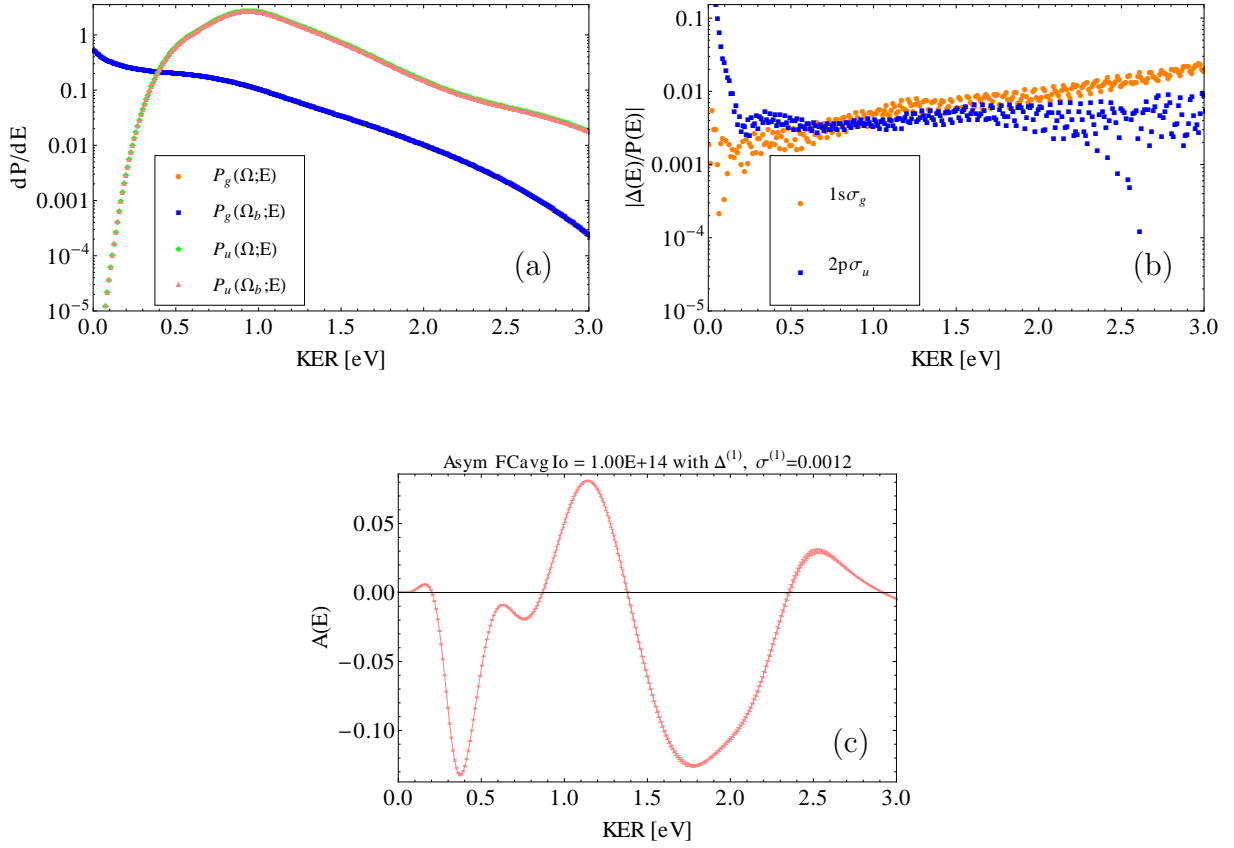 1
0.1
0.01
0.001
10⁻⁴
10⁻⁵
dP/dE
P_g(Ω;E)
P_g(Ω_b;E)
P_u(Ω;E)
P_u(Ω_b;E)
(a)
0.0 0.5 1.0 1.5 2.0 2.5 3.0
KER [eV]
0.1
0.01
0.001
10⁻⁴
10⁻⁵
|Δ(E)/P(E)|
1sσ_g
2pσ_u
(b)
0.0 0.5 1.0 1.5 2.0 2.5 3.0
KER [eV]
Asym FCavg Io = 1.00E+14 with Δ⁽¹⁾, σ⁽¹⁾=0.0012
0.05
0.00
−0.05
−0.10
A(E)
(c)
0.0 0.5 1.0 1.5 2.0 2.5 3.0
KER [eV]